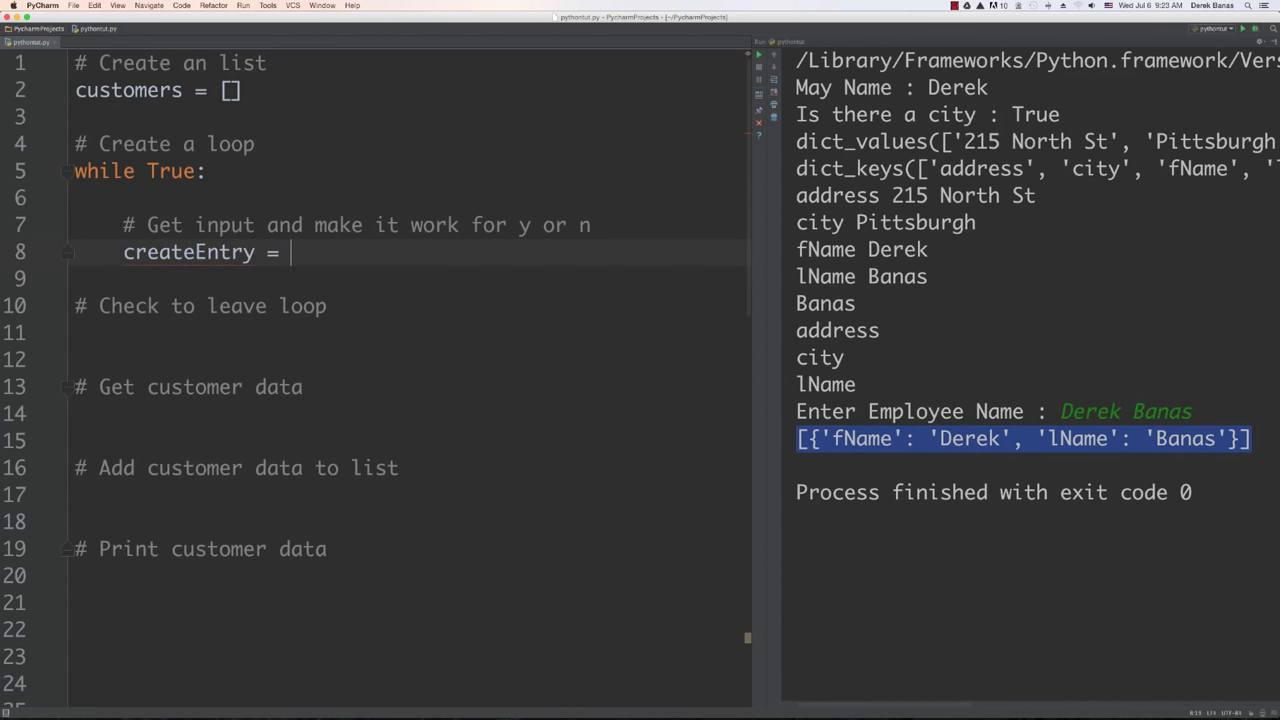 PyCharm File Edit View Navigate Code Refactor Run Tools VCS Window Help
10 Wed Jul 6 9:23 AM Derek Banas
pythontut.py - PyCharmProjects - [~/PycharmProjects]
PycharmProjects pythontut.py pythontut
pythontut.py
Run pythontut
1 # Create an list
2 customers = []
3
4 # Create a loop
5 while True:
6
7 # Get input and make it work for y or n
8 createEntry =
9
10 # Check to leave loop
11
12
13 # Get customer data
14
15
16 # Add customer data to list
17
18
19 # Print customer data
20
21
22
23
24
/Library/Frameworks/Python.framework/Vers
May Name : Derek
Is there a city : True
dict_values(['215 North St', 'Pittsburgh
dict_keys(['address', 'city', 'fName', 'l
address 215 North St
city Pittsburgh
fName Derek
lName Banas
Banas
address
city
lName
Enter Employee Name : Derek Banas
[{'fName': 'Derek', 'lName': 'Banas'}]
Process finished with exit code 0
8:19 LF UTF-8